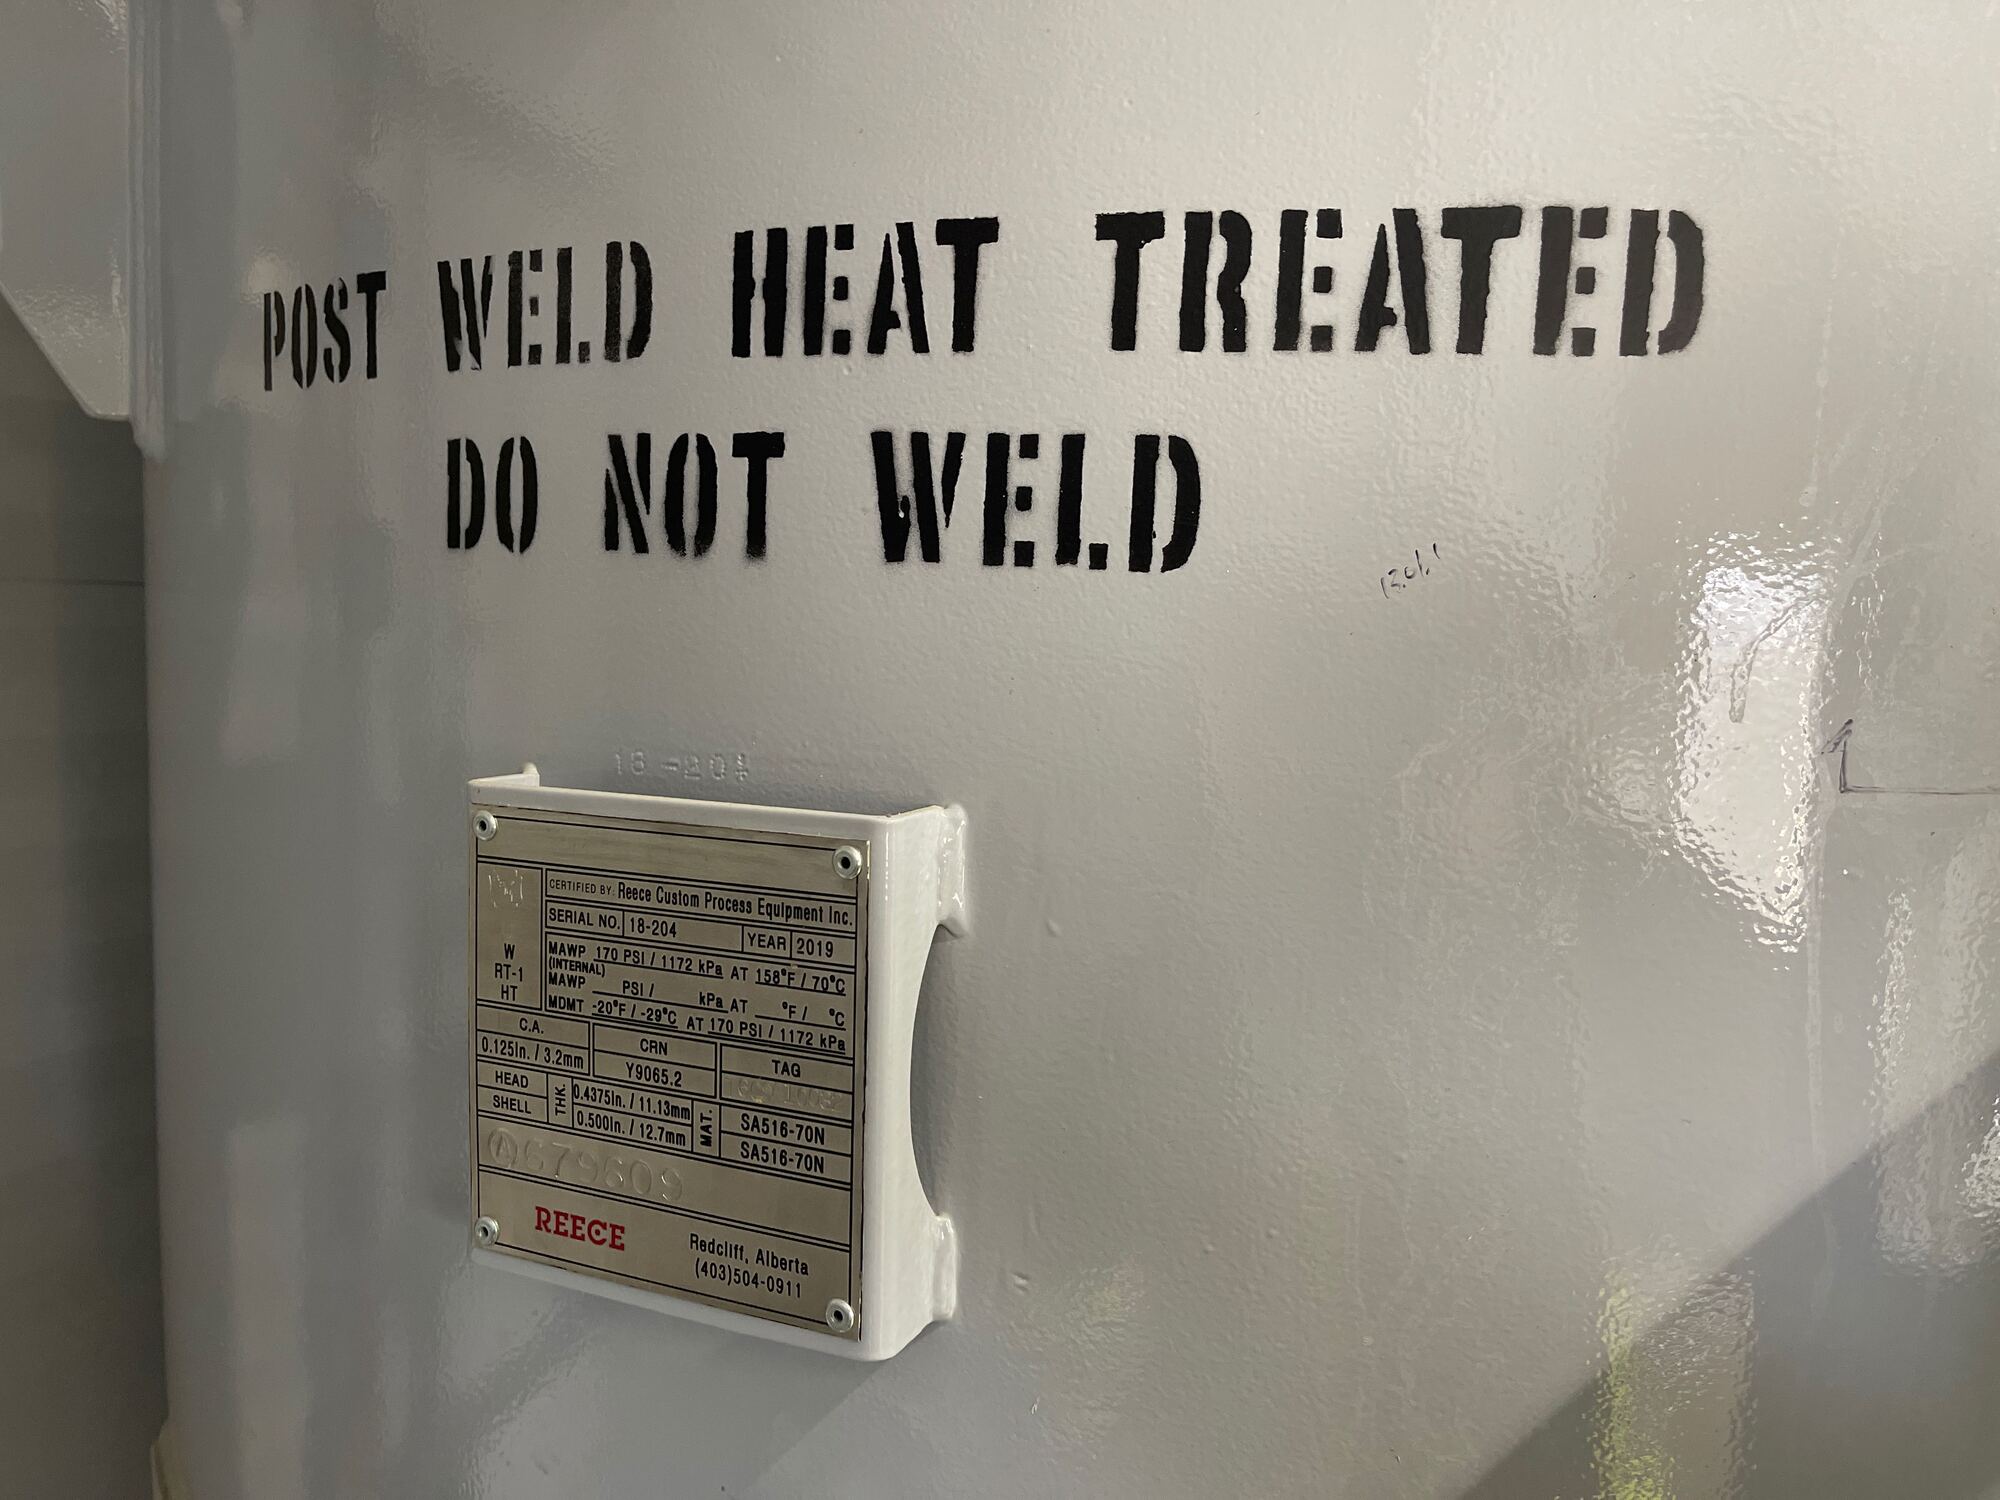 POST WELD HEAT TREATED
DO NOT WELD
18-204
CERTIFIED BY: Reece Custom Process Equipment Inc.
SERIAL NO. 18-204 YEAR 2019
W
RT-1
HT
MAWP 170 PSI / 1172 kPa AT 158°F / 70°C
(INTERNAL)
MAWP PSI / kPa AT °F / °C
MDMT -20°F / -29°C AT 170 PSI / 1172 kPa
C.A. CRN TAG
0.125in. / 3.2mm Y9065.2
HEAD THK. 0.4375in. / 11.13mm MAT. SA516-70N
SHELL 0.500in. / 12.7mm SA516-70N
A679609
REECE
Redcliff, Alberta
(403)504-0911